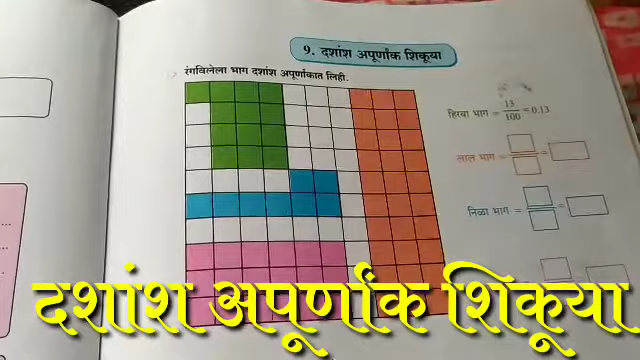 9. दशांश अपूर्णांक शिकूया
रंगविलेला भाग दशांश अपूर्णांकात लिही.
हिरवा भाग = 13/100 = 0.13
लाल भाग = =
निळा भाग = =
=
दशांश अपूर्णांक शिकूया